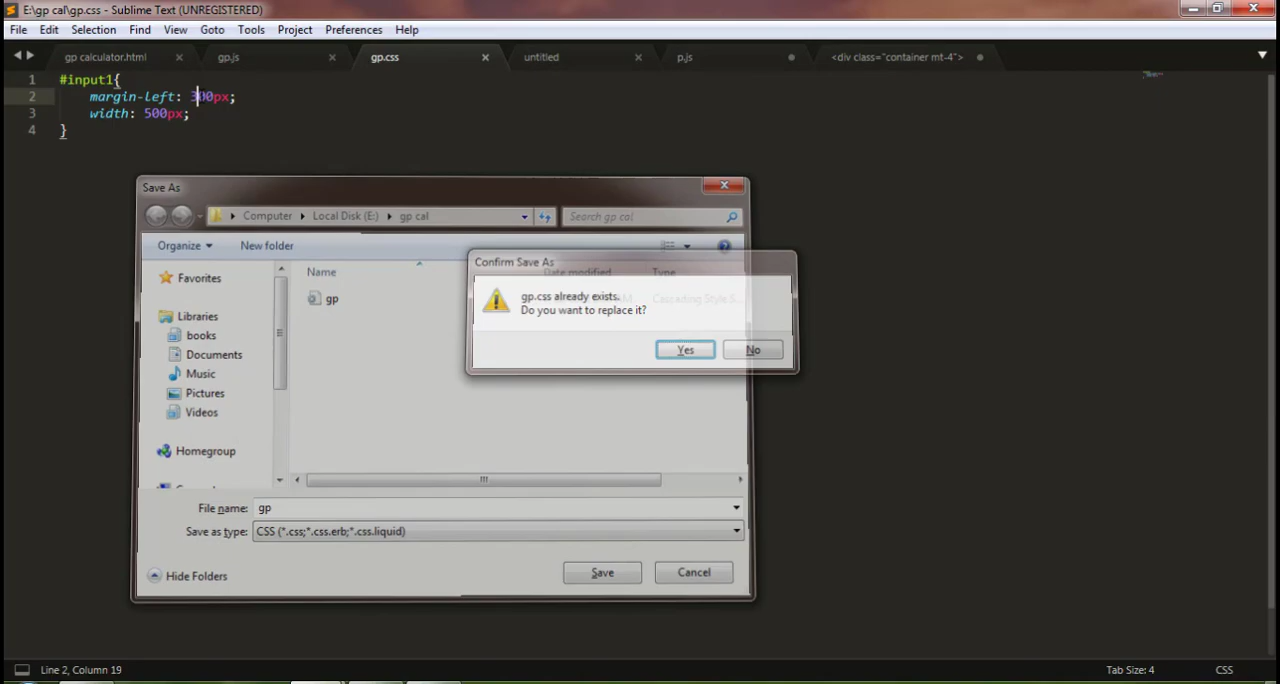 E:\gp cal\gp.css - Sublime Text (UNREGISTERED)
File Edit Selection Find View Goto Tools Project Preferences Help
gp calculator.html gp.js gp.css untitled p.js <div class="container mt-4">
1 #input1{
2 margin-left: 300px;
3 width: 500px;
4 }
Save As
Computer Local Disk (E:) gp cal
Search gp cal
Organize New folder
Favorites
Libraries
books
Documents
Music
Pictures
Videos
Homegroup
Name Date modified Type
gp Cascading Style S...
Confirm Save As
gp.css already exists.
Do you want to replace it?
Yes No
File name: gp
Save as type: CSS (*.css;*.css.erb;*.css.liquid)
Hide Folders Save Cancel
Line 2, Column 19 Tab Size: 4 CSS